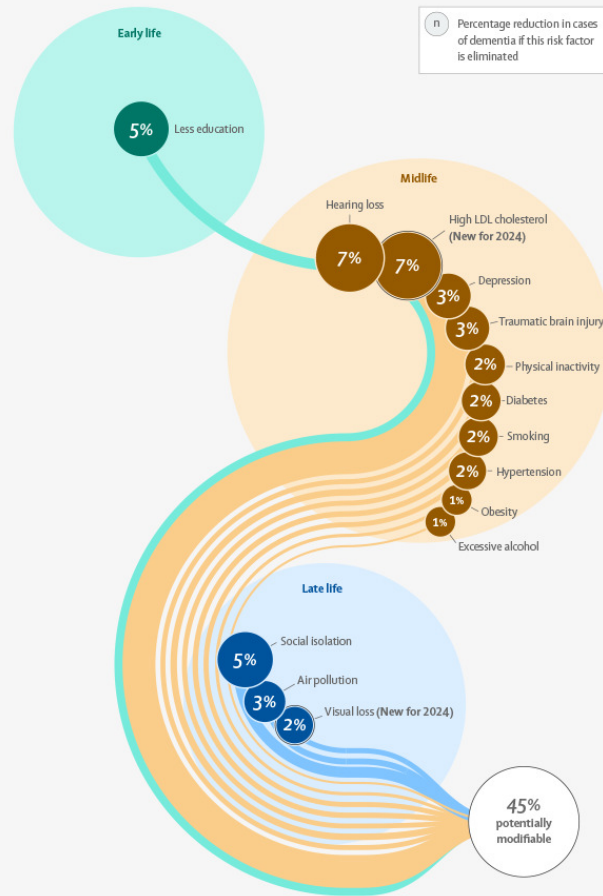 Early life
n
Percentage reduction in cases
of dementia if this risk factor
is eliminated
5%
Less education
Midlife
Hearing loss
7%
High LDL cholesterol
(New for 2024)
7%
Depression
3%
Traumatic brain injury
3%
Physical inactivity
2%
Diabetes
2%
Smoking
2%
Hypertension
2%
Obesity
1%
Excessive alcohol
1%
Late life
Social isolation
5%
Air pollution
3%
Visual loss (New for 2024)
2%
45%
potentially
modifiable